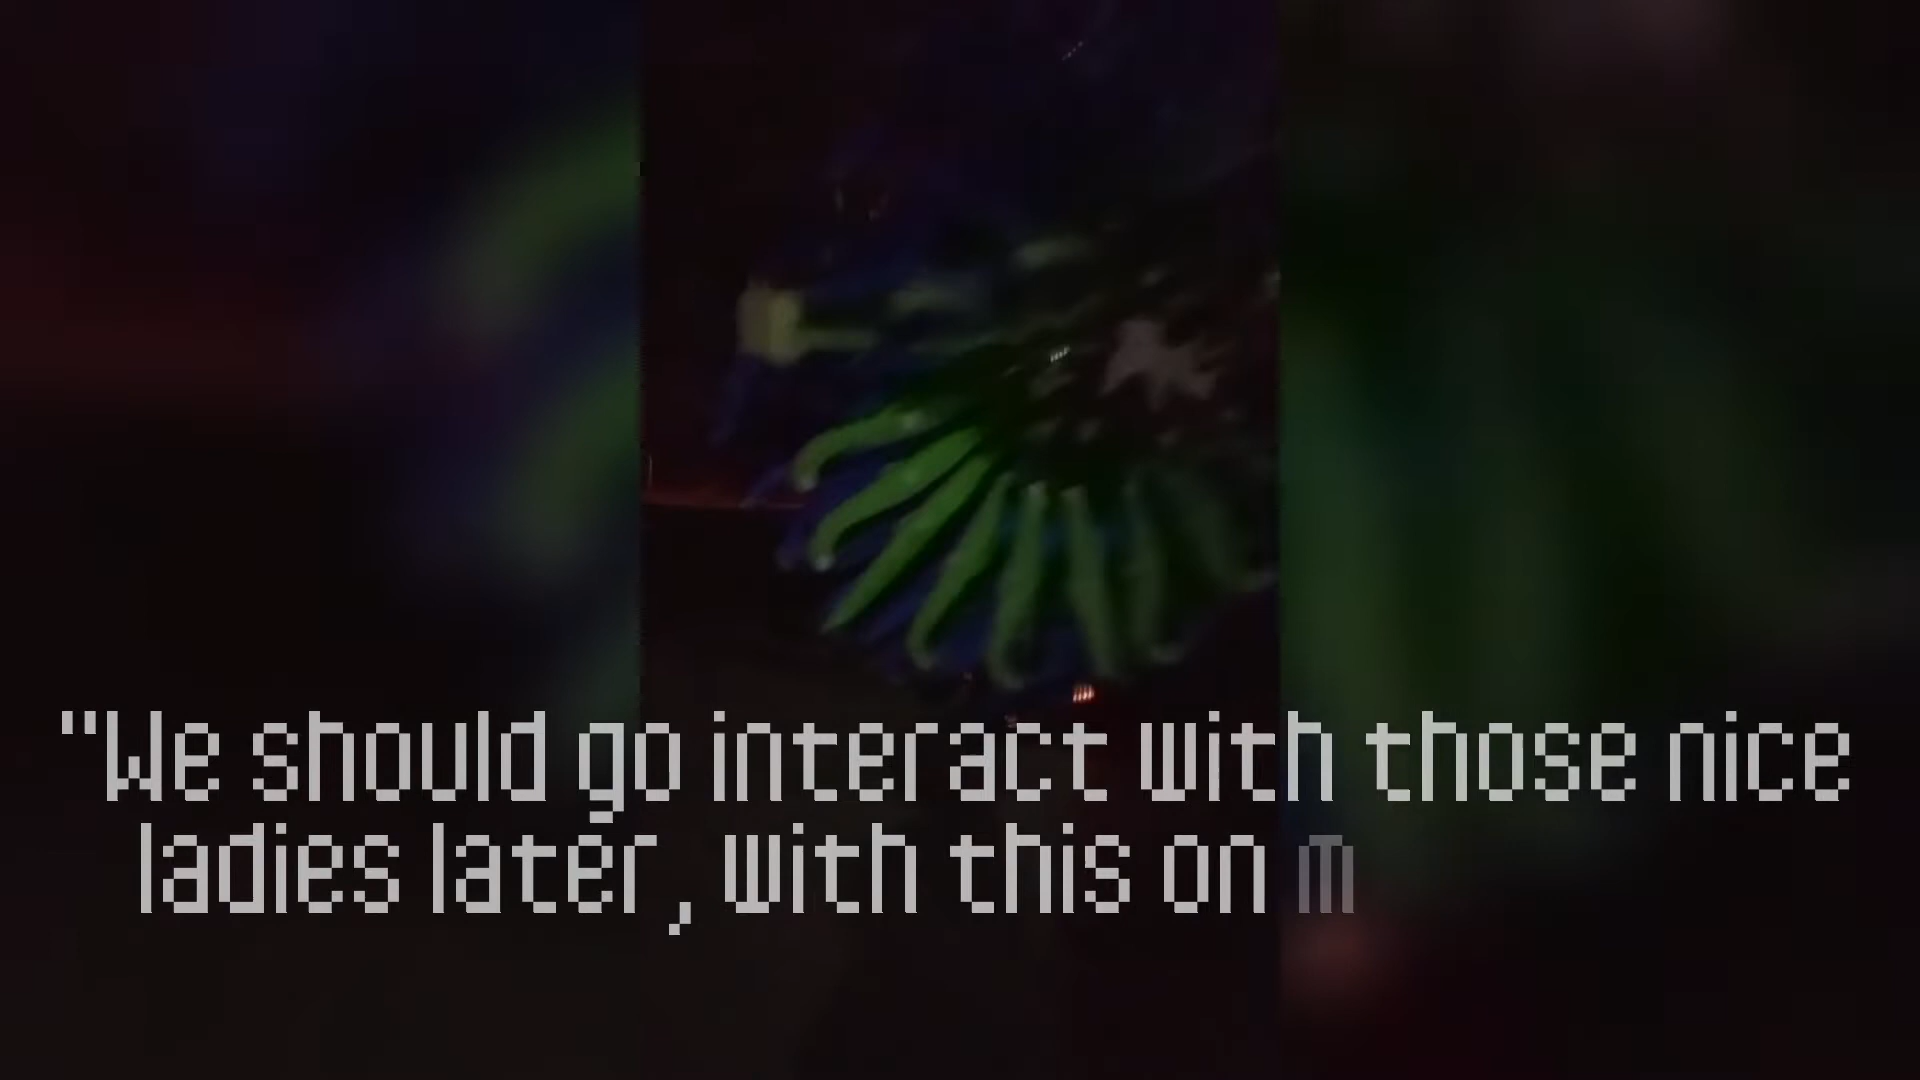 "We should go interact with those nice
ladies later, with this on m